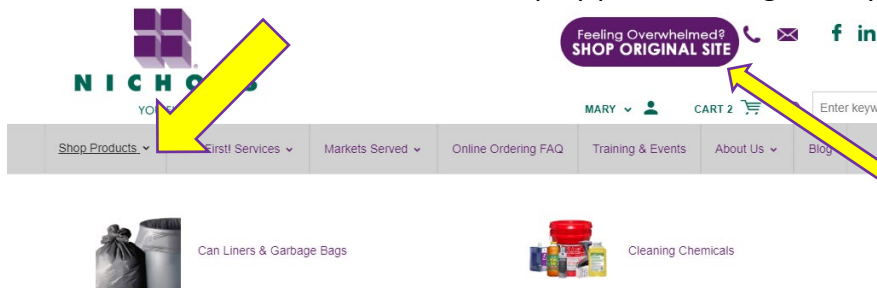 Feeling Overwhelmed?
SHOP ORIGINAL SITE
f in
N I C H
MARY CART 2 Enter keyw
Shop Products First! Services Markets Served Online Ordering FAQ Training & Events About Us Blog
Can Liners & Garbage Bags Cleaning Chemicals